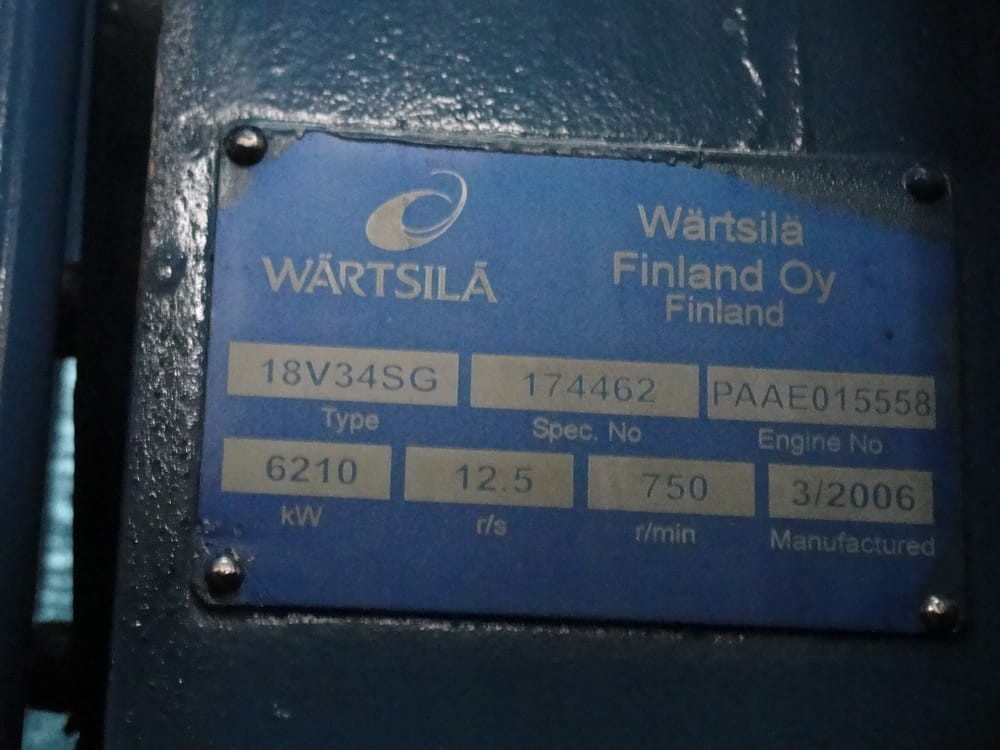 WÄRTSILÄ
Wärtsilä
Finland Oy
Finland
18V34SG 174462 PAAE015558
Type Spec. No Engine No.
6210 12.5 750 3/2006
kW r/s r/min Manufactured